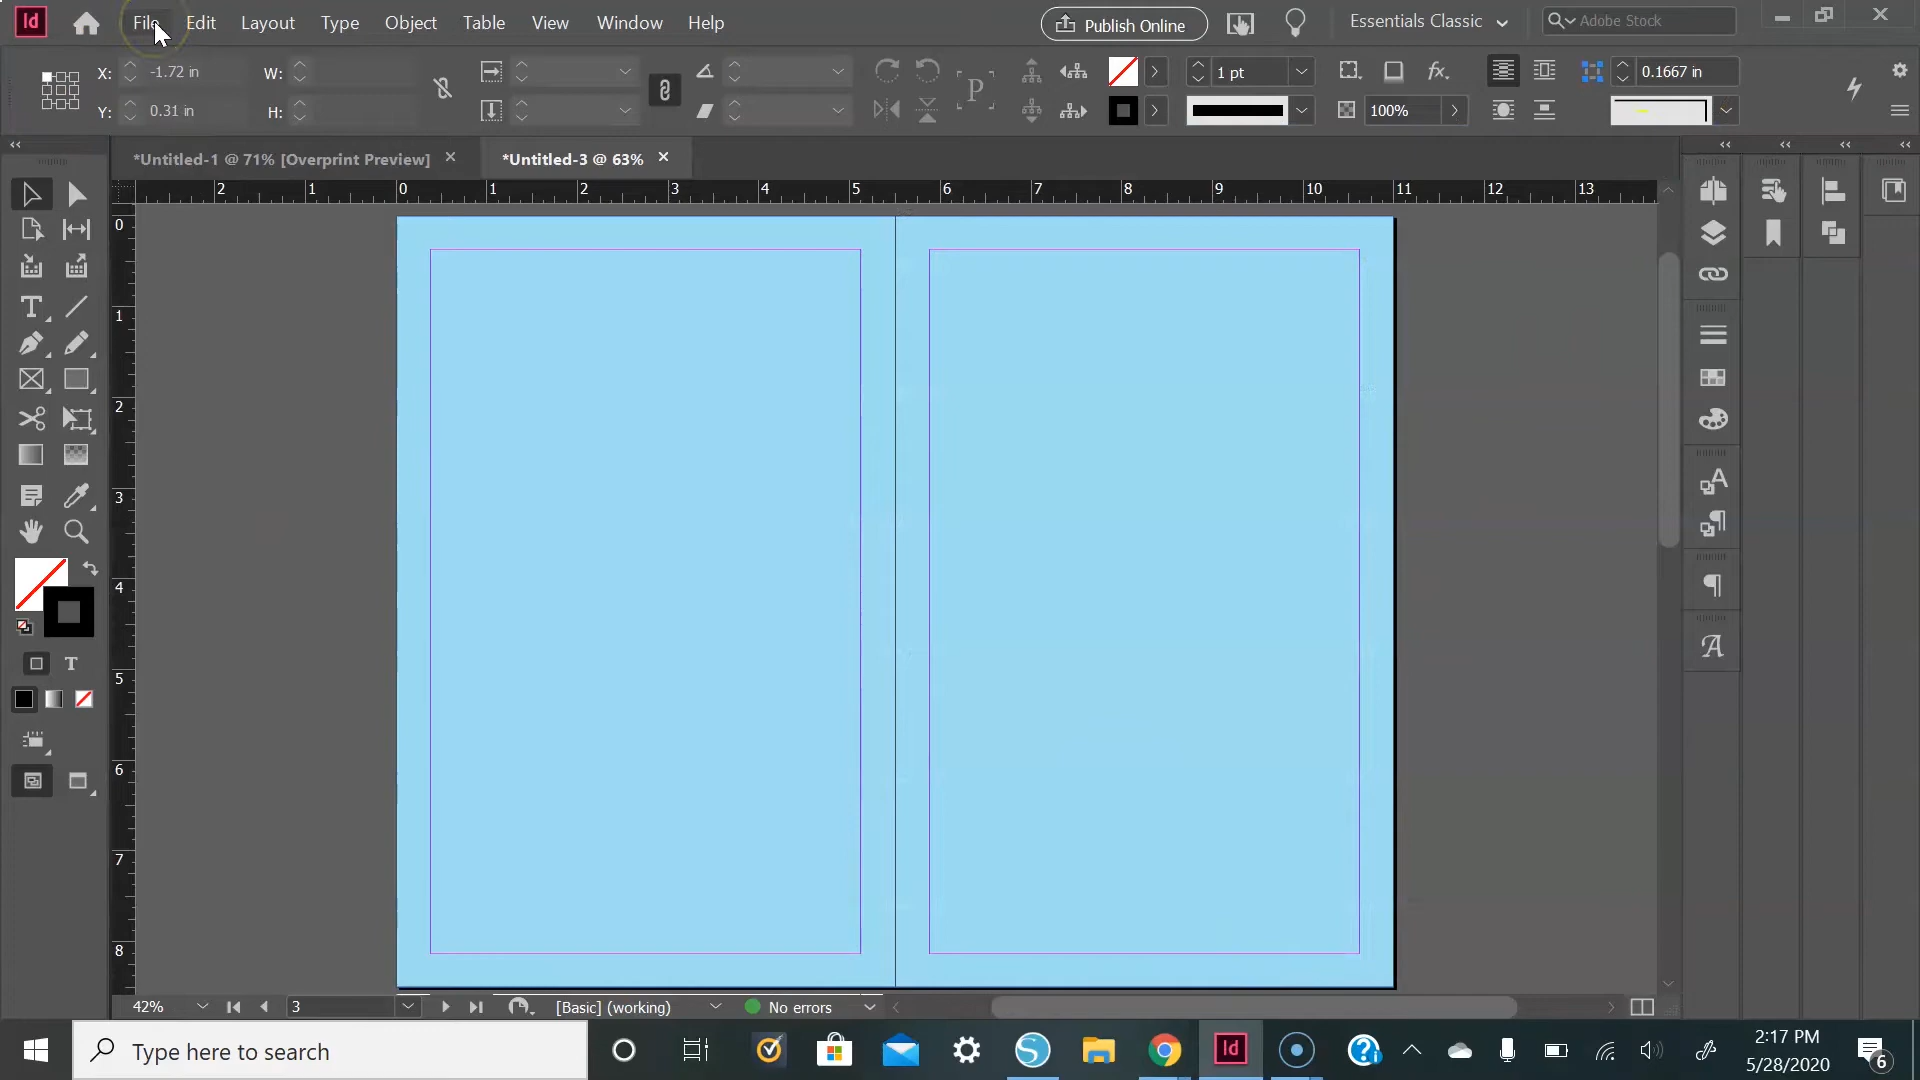 Id File Edit Layout Type Object Table View Window Help Publish Online Essentials Classic Adobe Stock
X: -1.72 in W: 1 pt fx. 0.1667 in
Y: 0.31 in H: P 100%
*Untitled-1 @ 71% [Overprint Preview] *Untitled-3 @ 63%
2 1 0 1 2 3 4 5 6 7 8 9 10 11 12 13
0
1
2
3
4
5
6
7
8
T
T
A
¶
A
42% 3 [Basic] (working) No errors
Type here to search Id 2:17 PM
5/28/2020 6